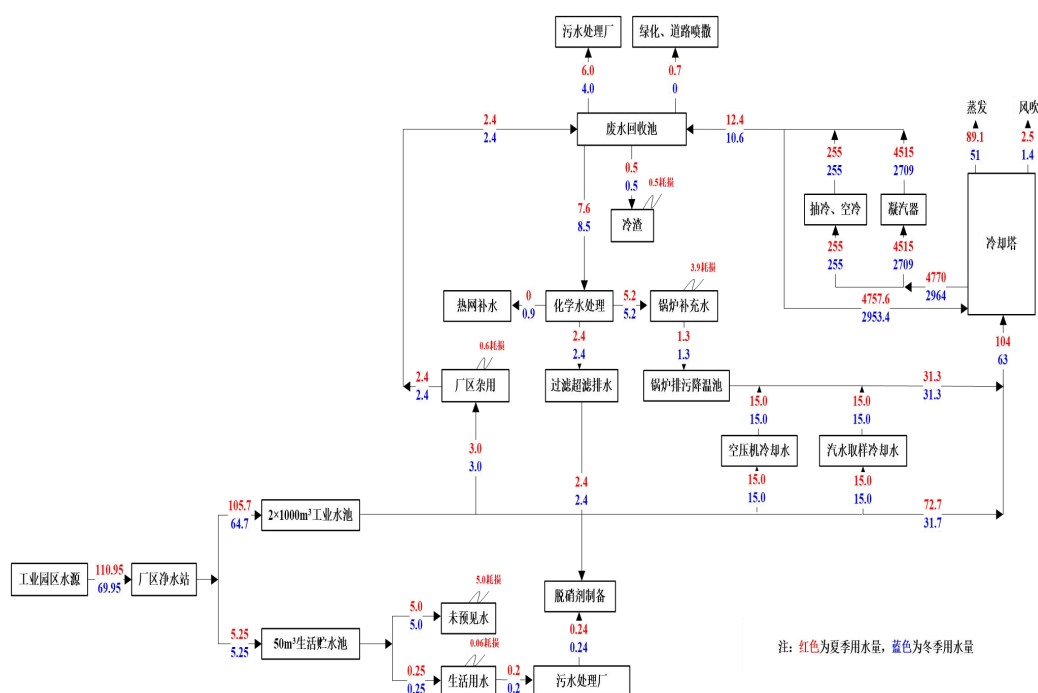 污水处理厂
绿化、道路喷撒
6.0
4.0
0.7
0
蒸发
风吹
89.1
51
2.5
1.4
2.4
2.4
废水回收池
12.4
10.6
255
255
4515
2709
0.5
0.5
0.5耗损
冷渣
7.6
8.5
抽冷、空冷
凝汽器
冷却塔
255
255
4515
2709
4770
2964
4757.6
2953.4
3.9耗损
热网补水
0
0.9
化学水处理
5.2
5.2
锅炉补充水
104
63
2.4
2.4
1.3
1.3
0.6耗损
2.4
2.4
厂区杂用
过滤超滤排水
锅炉排污降温池
31.3
31.3
15.0
15.0
15.0
15.0
3.0
3.0
空压机冷却水
汽水取样冷却水
2.4
2.4
15.0
15.0
15.0
15.0
105.7
64.7
2×1000m³工业水池
72.7
31.7
工业园区水源
110.95
69.95
厂区净水站
5.0耗损
脱硝剂制备
5.25
5.25
50m³生活贮水池
5.0
5.0
未预见水
0.06耗损
0.24
0.24
注：红色为夏季用水量，蓝色为冬季用水量
0.25
0.25
生活用水
0.2
0.2
污水处理厂